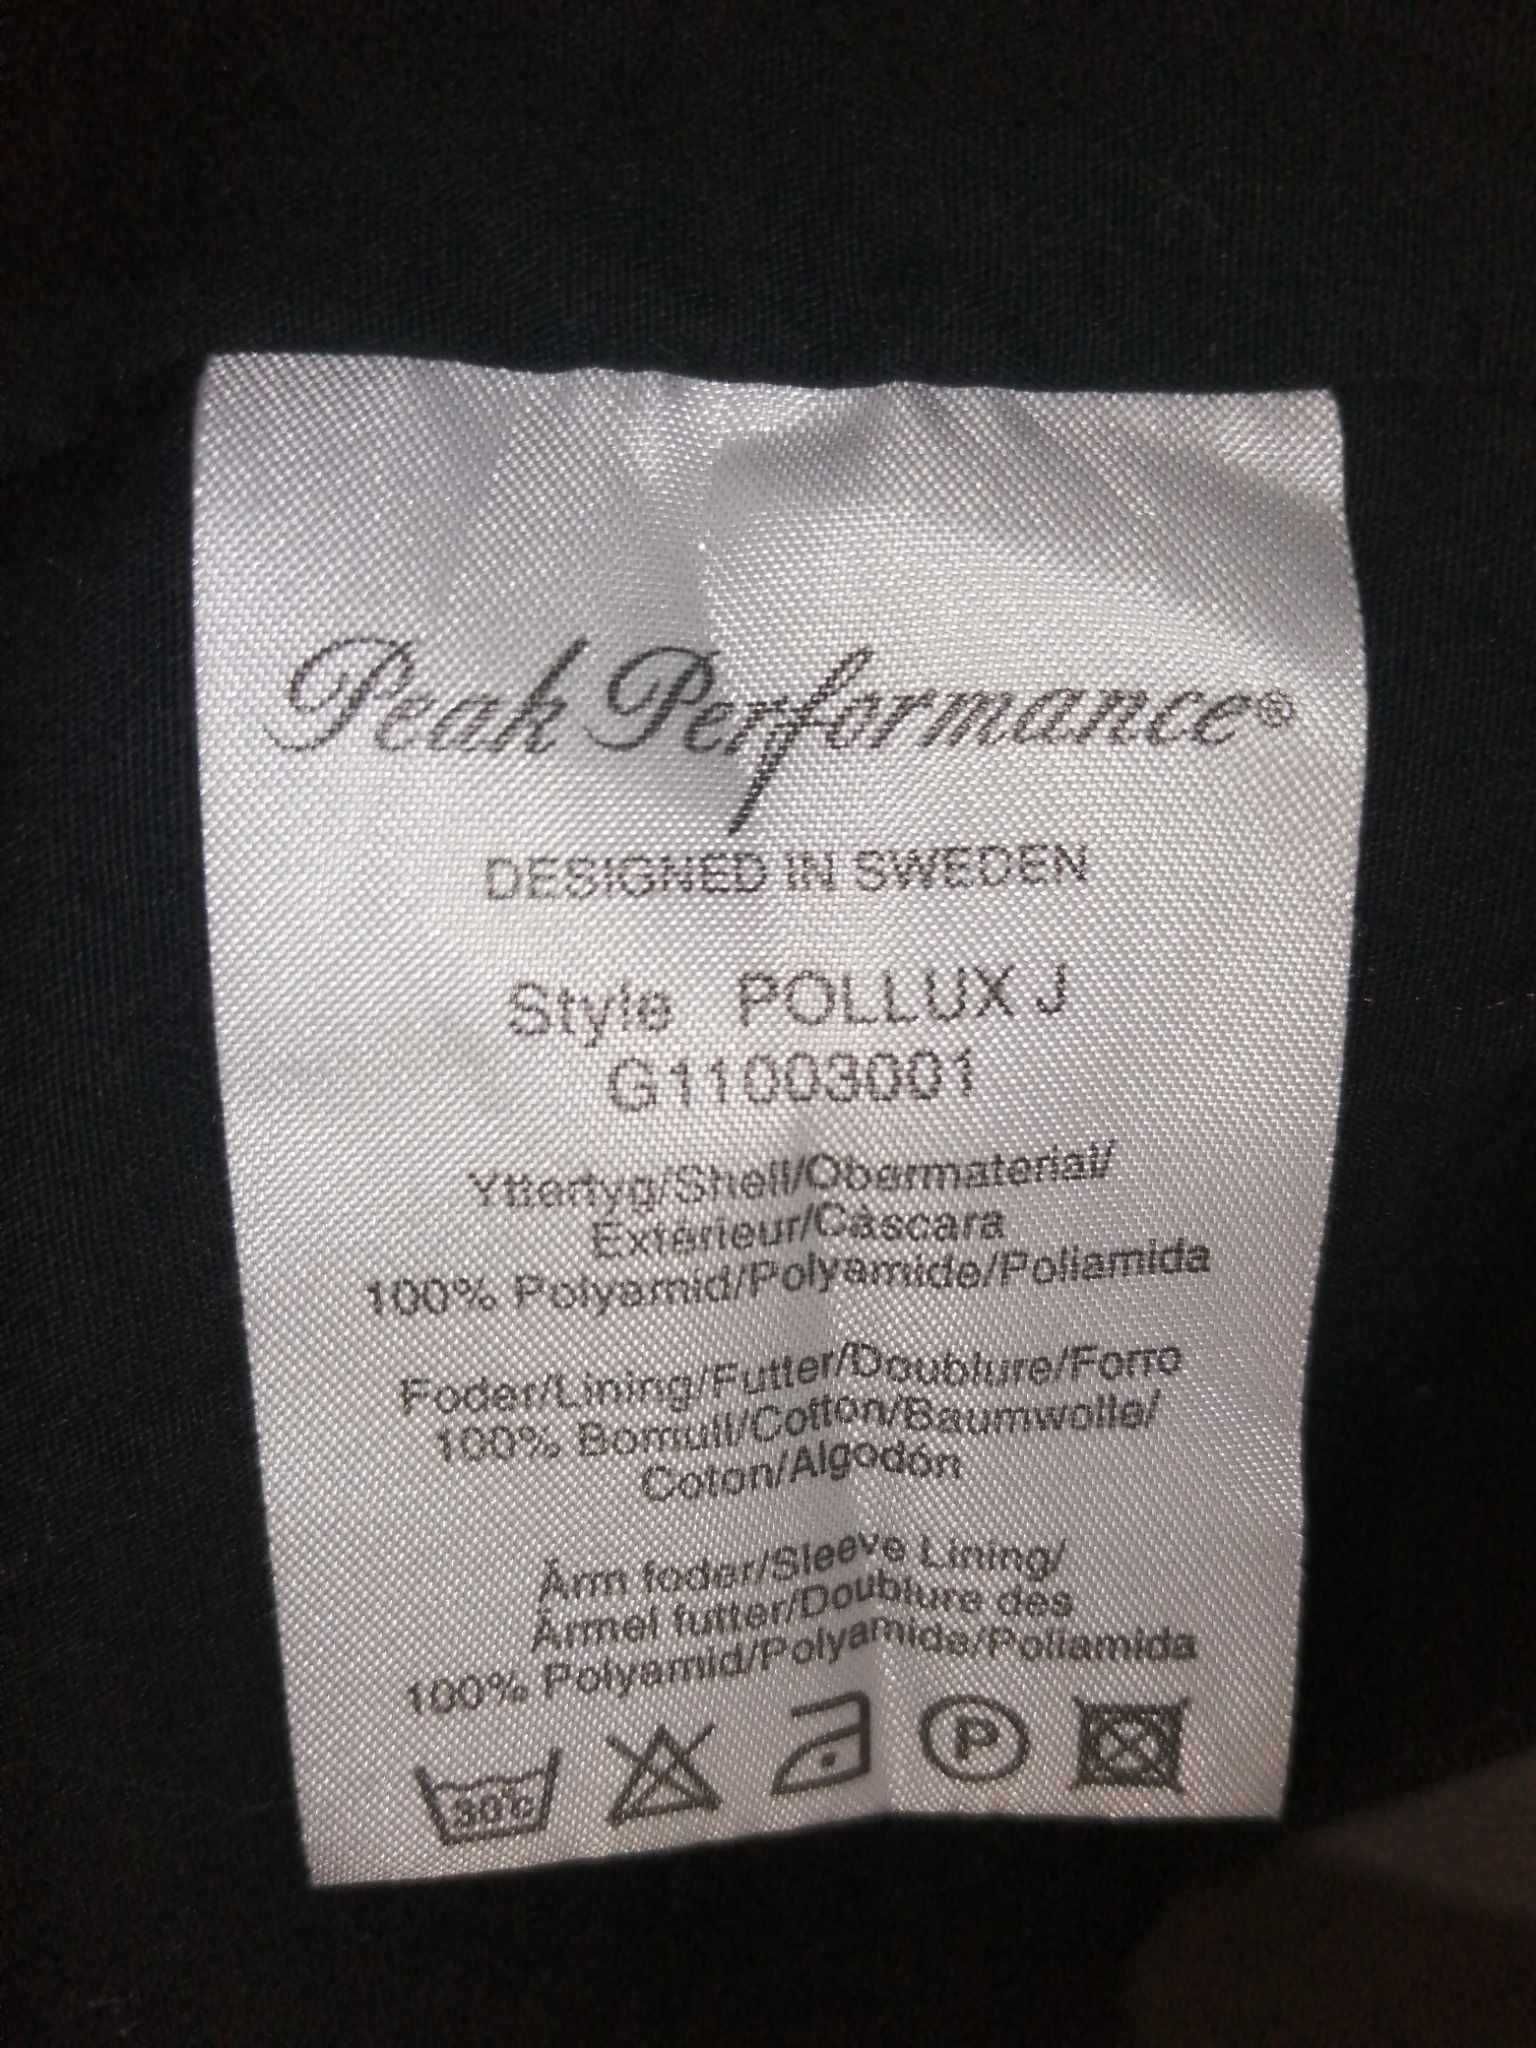 Peak Performance®
DESIGNED IN SWEDEN
Style POLLUX J
G11003001
Yttertyg/Shell/Obermaterial/
Extèrieur/Càscara
100% Polyamid/Polyamide/Poliamida
Foder/Lining/Futter/Doublure/Forro
100% Bomull/Cotton/Baumwolle/
Coton/Algodón
Ärm foder/Sleeve Lining/
Ärmel futter/Doublure des
100% Polyamid/Polyamide/Poliamida
30°C P